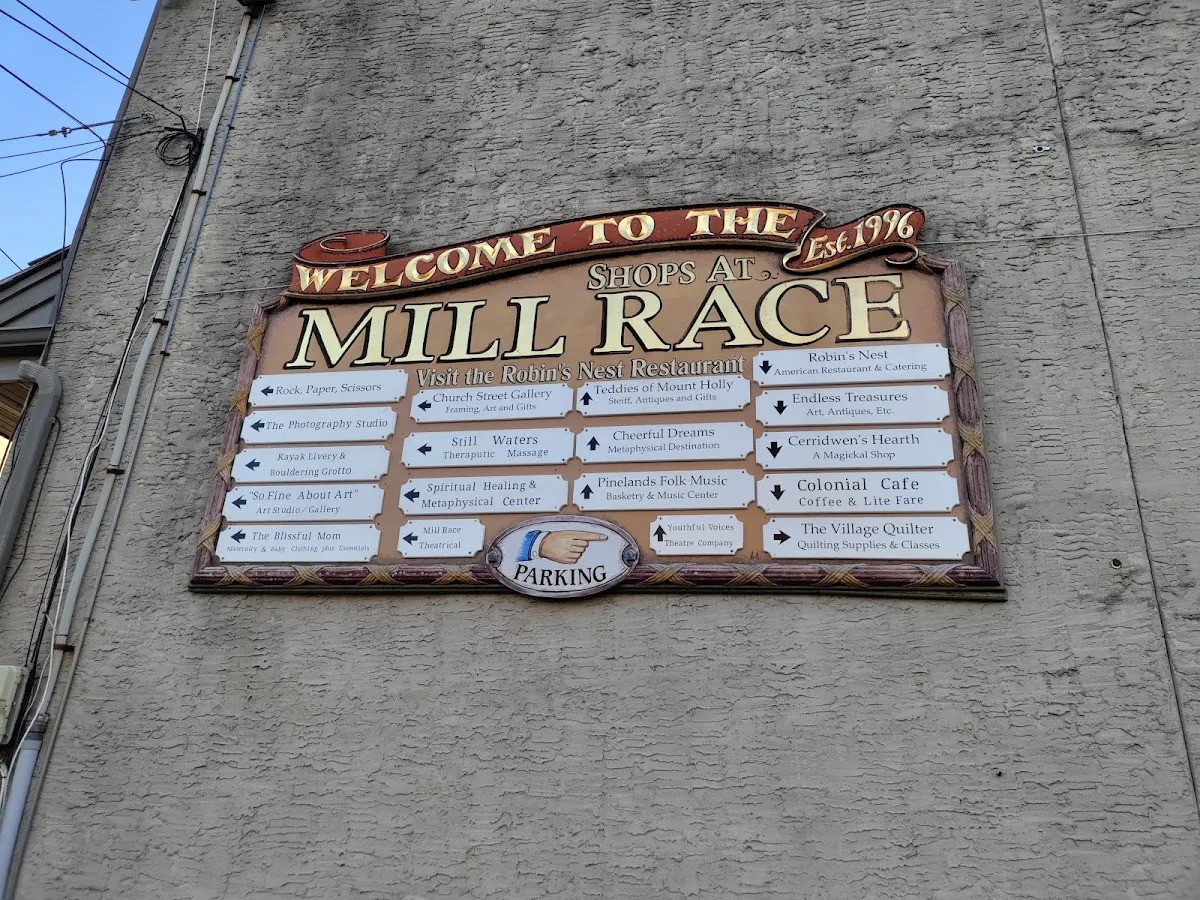 WELCOME TO THE
Est. 1996
SHOPS AT
MILL RACE
Visit the Robin's Nest Restaurant
Rock, Paper, Scissors
The Photography Studio
Kayak Livery &
Bouldering Grotto
"So Fine About Art"
Art Studio/Gallery
The Blissful Mom
Maternity & Baby Clothing plus Essentials
Church Street Gallery
Framing, Art and Gifts
Still Waters
Theraputic Massage
Spiritual Healing &
Metaphysical Center
Mill Race
Theatrical
Teddies of Mount Holly
Steiff, Antiques and Gifts
Cheerful Dreams
Metaphysical Destination
Pinelands Folk Music
Basketry & Music Center
Youthful Voices
Theatre Company
Robin's Nest
American Restaurant & Catering
Endless Treasures
Art, Antiques, Etc.
Cerridwen's Hearth
A Magickal Shop
Colonial Cafe
Coffee & Lite Fare
The Village Quilter
Quilting Supplies & Classes
PARKING